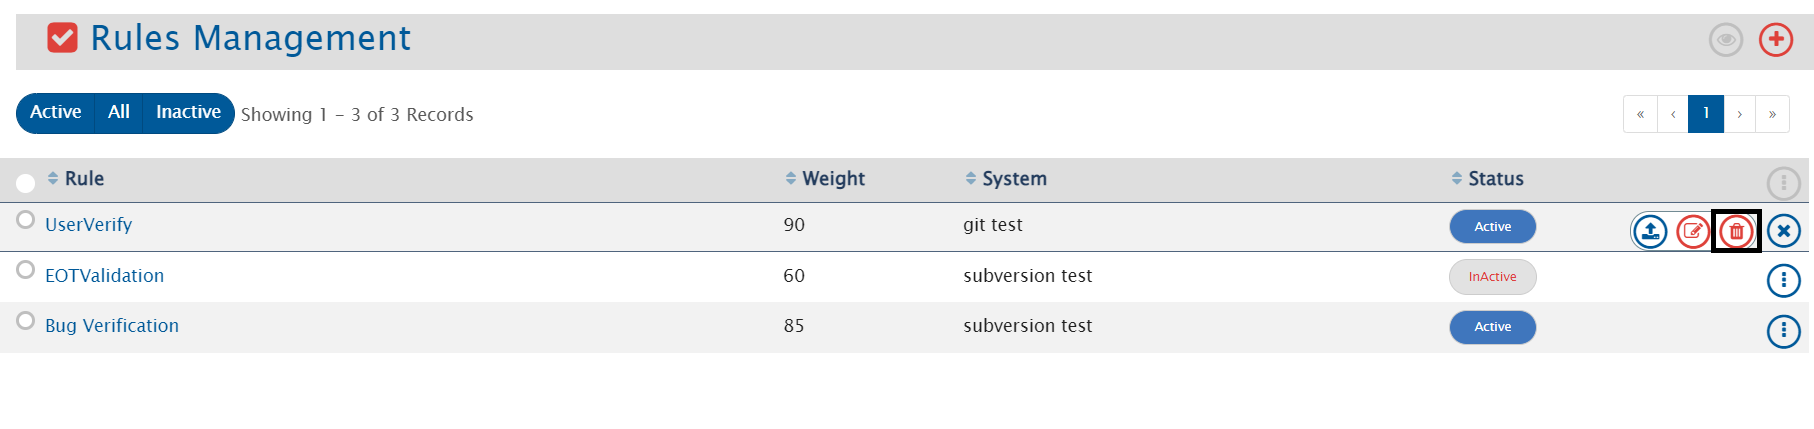 Rules Management
Active All Inactive Showing 1 - 3 of 3 Records « ‹ 1 › »
Rule Weight System Status
UserVerify 90 git test Active
EOTValidation 60 subversion test InActive
Bug Verification 85 subversion test Active